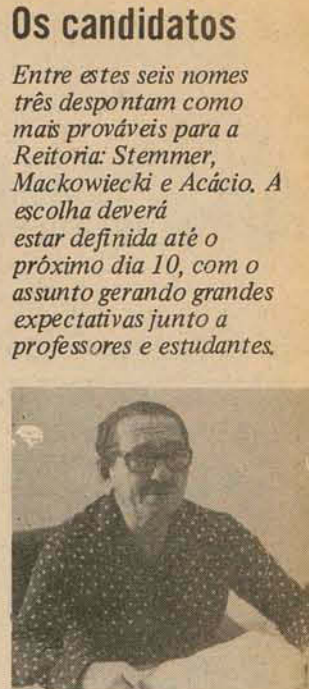 Os candidatos
Entre estes seis nomes
três despontam como
mais prováveis para a
Reitoria: Stemmer,
Mackowiecki e Acácio. A
escolha deverá
estar definida até o
próximo dia 10, com o
assunto gerando grandes
expectativas junto a
professores e estudantes.